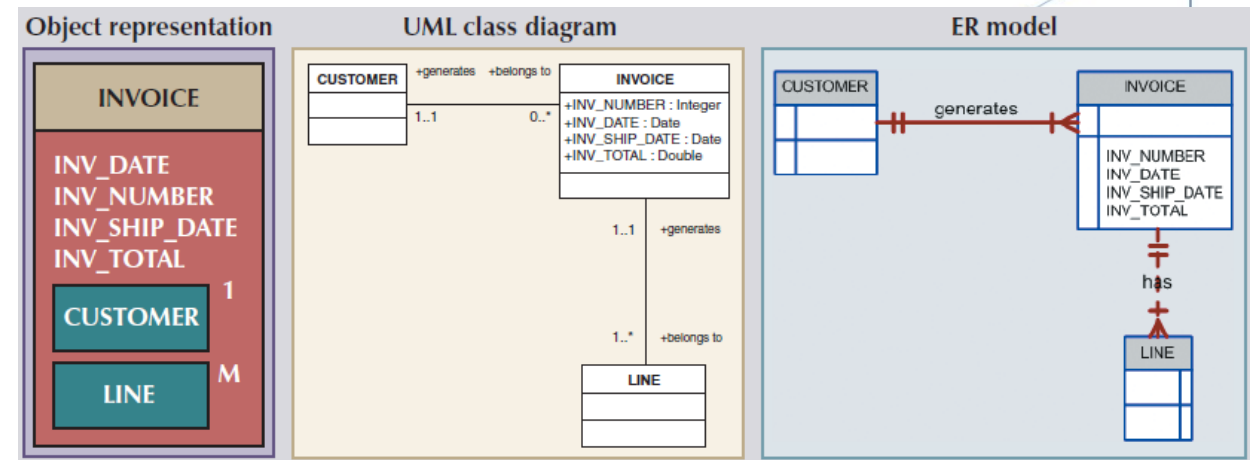 Object representation
INVOICE
INV_DATE
INV_NUMBER
INV_SHIP_DATE
INV_TOTAL
1
CUSTOMER
M
LINE
UML class diagram
CUSTOMER
+generates +belongs to
1..1 0..*
INVOICE
+INV_NUMBER : Integer
+INV_DATE : Date
+INV_SHIP_DATE : Date
+INV_TOTAL : Double
1..1 +generates
1..* +belongs to
LINE
ER model
CUSTOMER
generates
INVOICE
INV_NUMBER
INV_DATE
INV_SHIP_DATE
INV_TOTAL
has
LINE